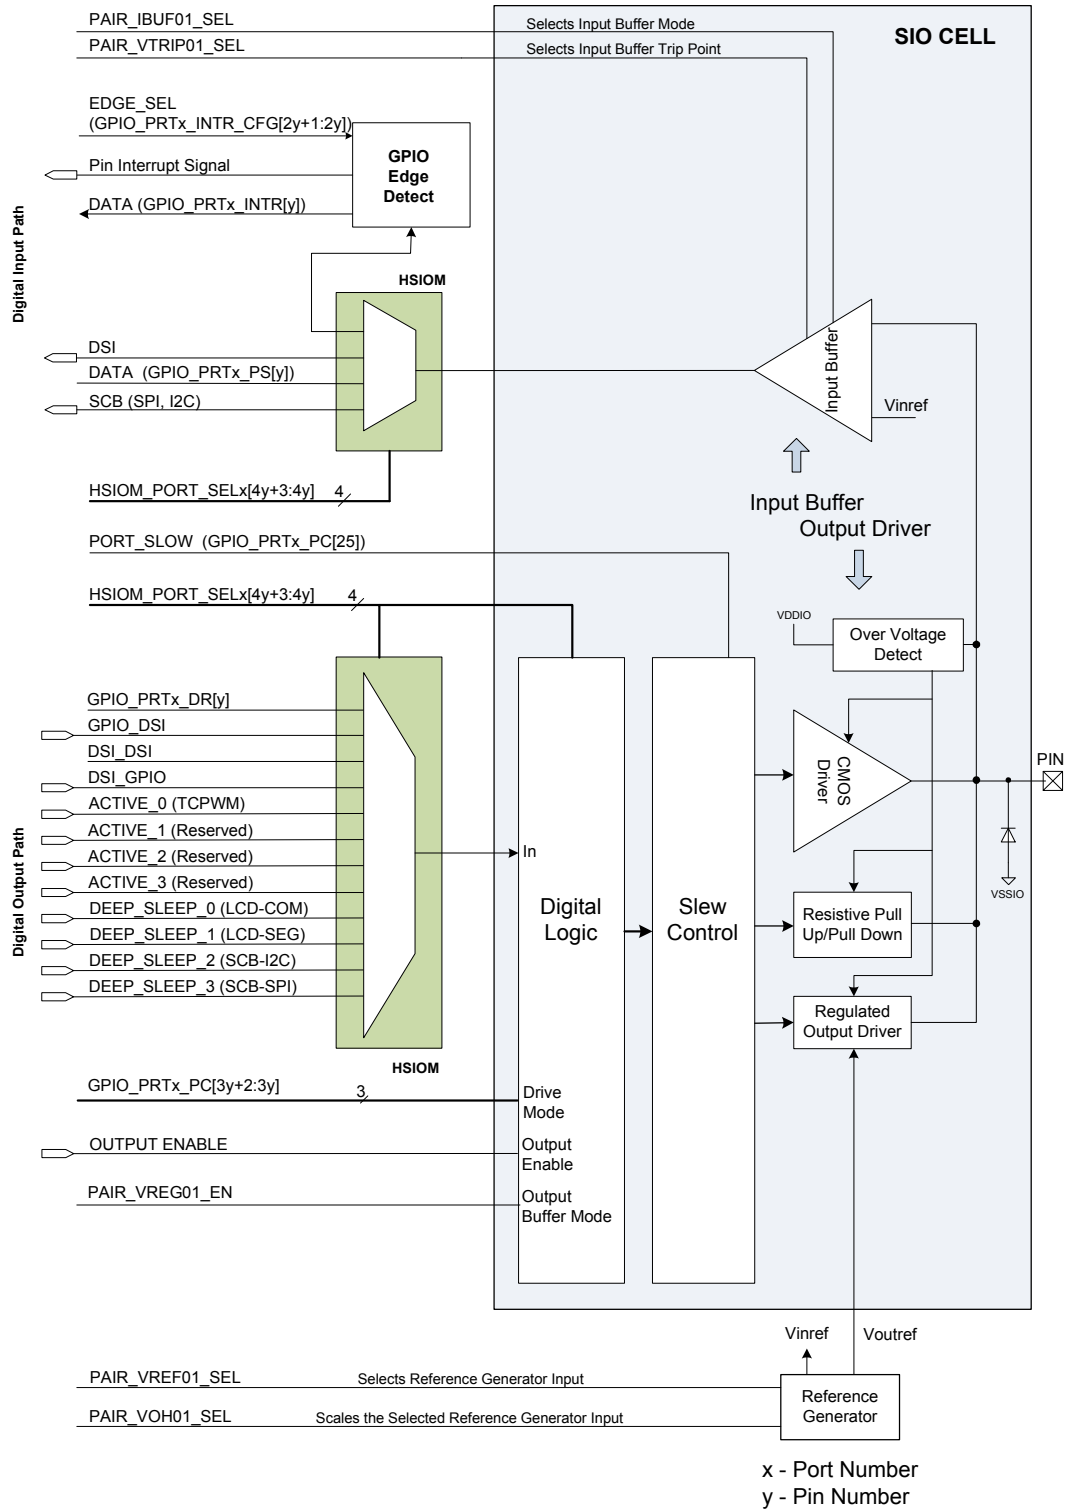 PAIR_IBUF01_SEL
Selects Input Buffer Mode
SIO CELL
PAIR_VTRIP01_SEL
Selects Input Buffer Trip Point
EDGE_SEL
(GPIO_PRTx_INTR_CFG[2y+1:2y])
Pin Interrupt Signal
DATA (GPIO_PRTx_INTR[y])
GPIO
Edge
Detect
Digital Input Path
HSIOM
DSI
DATA (GPIO_PRTx_PS[y])
SCB (SPI, I2C)
Input Buffer
Vinref
HSIOM_PORT_SELx[4y+3:4y]
4
Input Buffer
Output Driver
PORT_SLOW (GPIO_PRTx_PC[25])
HSIOM_PORT_SELx[4y+3:4y]
4
VDDIO
Over Voltage
Detect
GPIO_PRTx_DR[y]
GPIO_DSI
DSI_DSI
DSI_GPIO
ACTIVE_0 (TCPWM)
ACTIVE_1 (Reserved)
ACTIVE_2 (Reserved)
ACTIVE_3 (Reserved)
DEEP_SLEEP_0 (LCD-COM)
DEEP_SLEEP_1 (LCD-SEG)
DEEP_SLEEP_2 (SCB-I2C)
DEEP_SLEEP_3 (SCB-SPI)
Digital Output Path
HSIOM
In
Digital
Logic
Slew
Control
CMOS
Driver
PIN
VSSIO
Resistive Pull
Up/Pull Down
Regulated
Output Driver
GPIO_PRTx_PC[3y+2:3y]
3
Drive
Mode
OUTPUT ENABLE
Output
Enable
PAIR_VREG01_EN
Output
Buffer Mode
Vinref
Voutref
PAIR_VREF01_SEL
Selects Reference Generator Input
PAIR_VOH01_SEL
Scales the Selected Reference Generator Input
Reference
Generator
x - Port Number
y - Pin Number